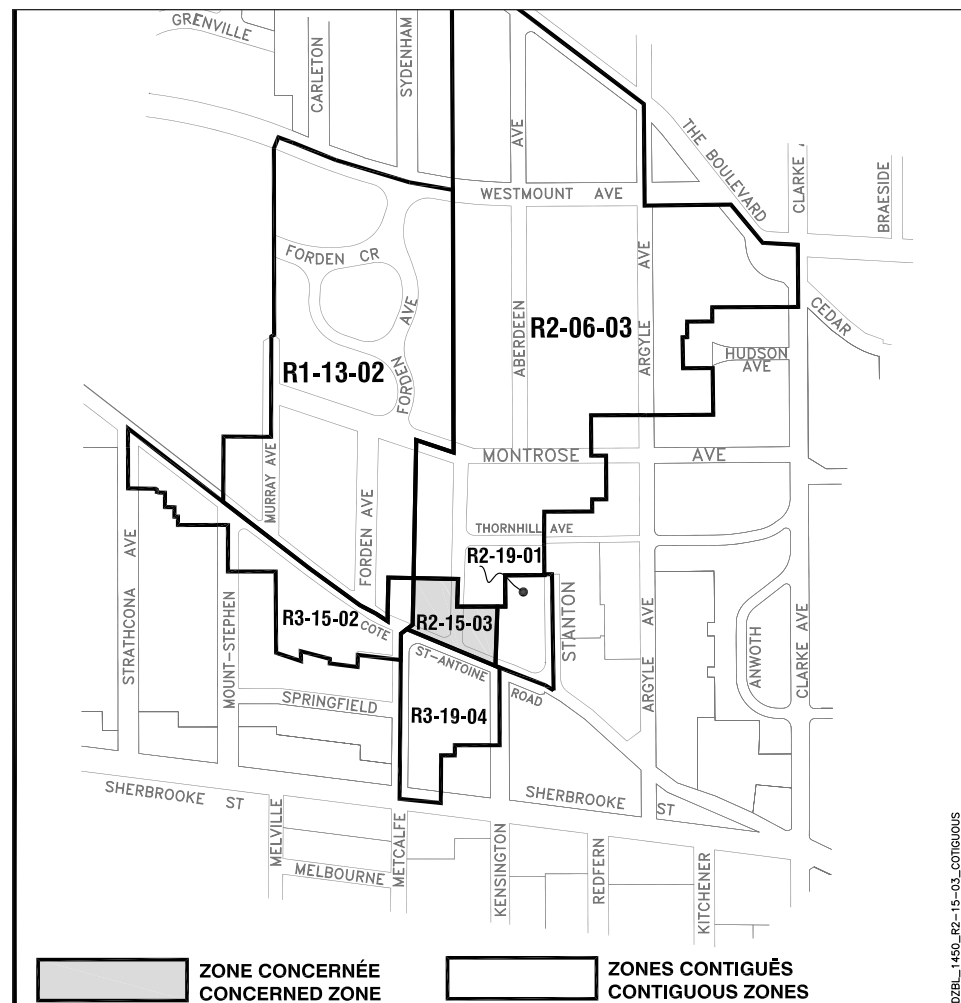 GRENVILLE
CARLETON
SYDENHAM
AVE
THE BOULEVARD
CLARKE
BRAESIDE
WESTMOUNT AVE
FORDEN CR
FORDEN AVE
ABERDEEN
R2-06-03
ARGYLE AVE
CEDAR
R1-13-02
HUDSON
AVE
MURRAY AVE
FORDEN AVE
MONTROSE AVE
THORNHILL AVE
R2-19-01
STRATHCONA AVE
MOUNT-STEPHEN
R3-15-02
COTE
R2-15-03
ST-ANTOINE
ROAD
STANTON
ARGYLE AVE
ANWOTH
CLARKE AVE
SPRINGFIELD
R3-19-04
SHERBROOKE ST
SHERBROOKE ST
MELVILLE
METCALFE
MELBOURNE
KENSINGTON
REDFERN
KITCHENER
ZONE CONCERNÉE
CONCERNED ZONE
ZONES CONTIGUËS
CONTIGUOUS ZONES
DZBL_1450_R2-15-03_COTIGUOUS